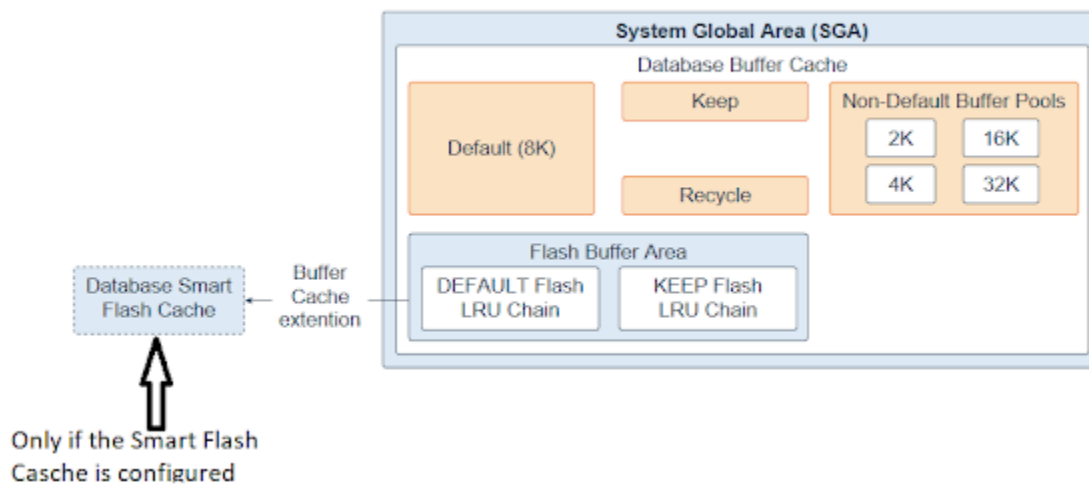 System Global Area (SGA)
Database Buffer Cache
Default (8K)
Keep
Recycle
Non-Default Buffer Pools
2K
16K
4K
32K
Flash Buffer Area
DEFAULT Flash
LRU Chain
KEEP Flash
LRU Chain
Buffer
Cache
extention
Database Smart
Flash Cache
Only if the Smart Flash
Casche is configured